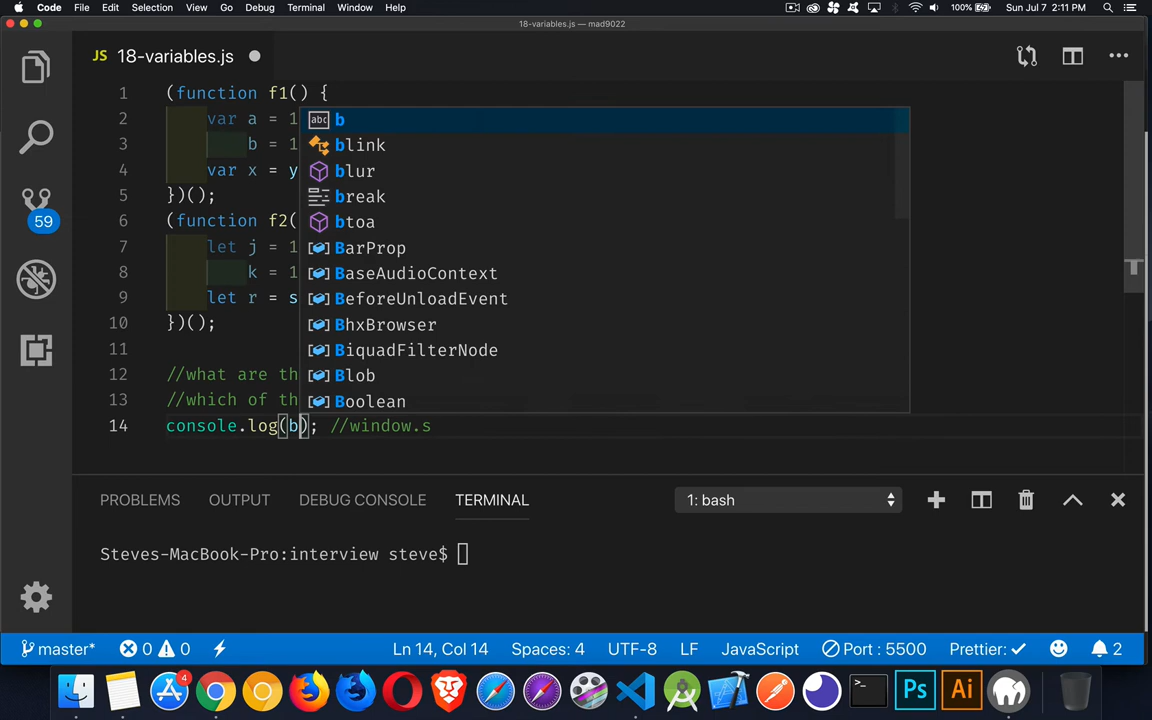 Code File Edit Selection View Go Debug Terminal Window Help 100% Sun Jul 7 2:11 PM
18-variables.js — mad9022
JS 18-variables.js
1 (function f1() {
2 var a = 1
3 b = 1
4 var x = y
5 })();
6 (function f2(
7 let j = 1
8 k = 1
9 let r = s
10 })();
11
12 //what are th
13 //which of th
14 console.log(b); //window.s
abc b
blink
blur
break
btoa
BarProp
BaseAudioContext
BeforeUnloadEvent
BhxBrowser
BiquadFilterNode
Blob
Boolean
59
PROBLEMS OUTPUT DEBUG CONSOLE TERMINAL 1: bash
Steves-MacBook-Pro:interview steve$
master* 0 0 Ln 14, Col 14 Spaces: 4 UTF-8 LF JavaScript Port : 5500 Prettier: ✓ 2
4
>_
Ps
Ai